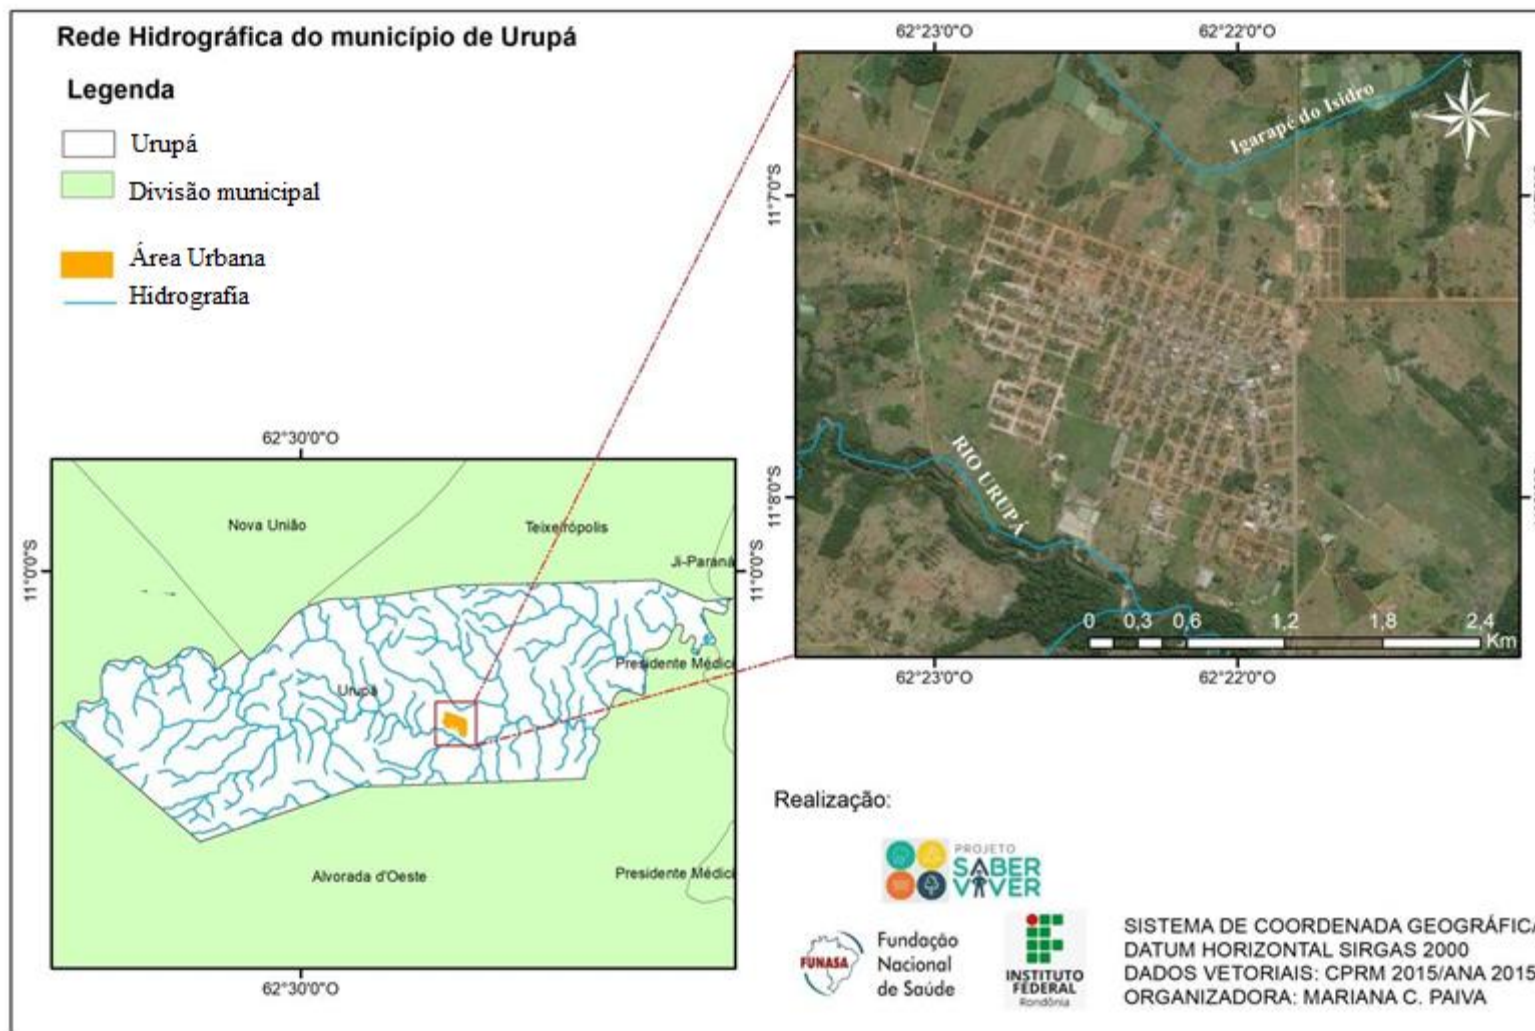 Rede Hidrográfica do município de Urupá
Legenda
Urupá
Divisão municipal
Área Urbana
Hidrografia
62°23'0"O
62°22'0"O
Igarapé do Isidro
N
11°7'0"S
11°8'0"S
RIO URUPÁ
0 0,3 0,6 1,2 1,8 2,4
Km
62°23'0"O
62°22'0"O
62°30'0"O
11°0'0"S
11°0'0"S
Nova União
Teixeirópolis
Ji-Paraná
Presidente Médici
Urupá
Alvorada d'Oeste
Presidente Médici
62°30'0"O
Realização:
PROJETO
SABER
VIVER
FUNASA
Fundação
Nacional
de Saúde
INSTITUTO
FEDERAL
Rondônia
SISTEMA DE COORDENADA GEOGRÁFICA
DATUM HORIZONTAL SIRGAS 2000
DADOS VETORIAIS: CPRM 2015/ANA 2015
ORGANIZADORA: MARIANA C. PAIVA